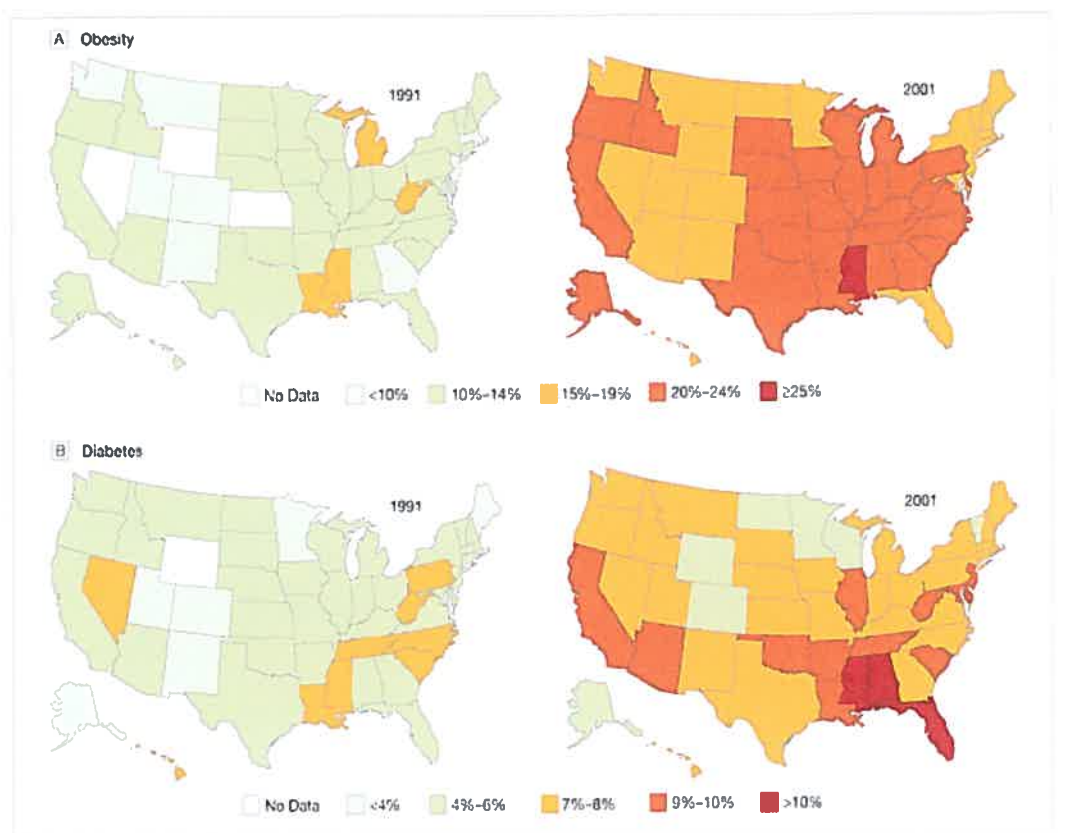 A Obesity
1991
2001
No Data <10% 10%-14% 15%-19% 20%-24% ≥25%
B Diabetes
1991
2001
No Data <4% 4%-6% 7%-8% 9%-10% >10%